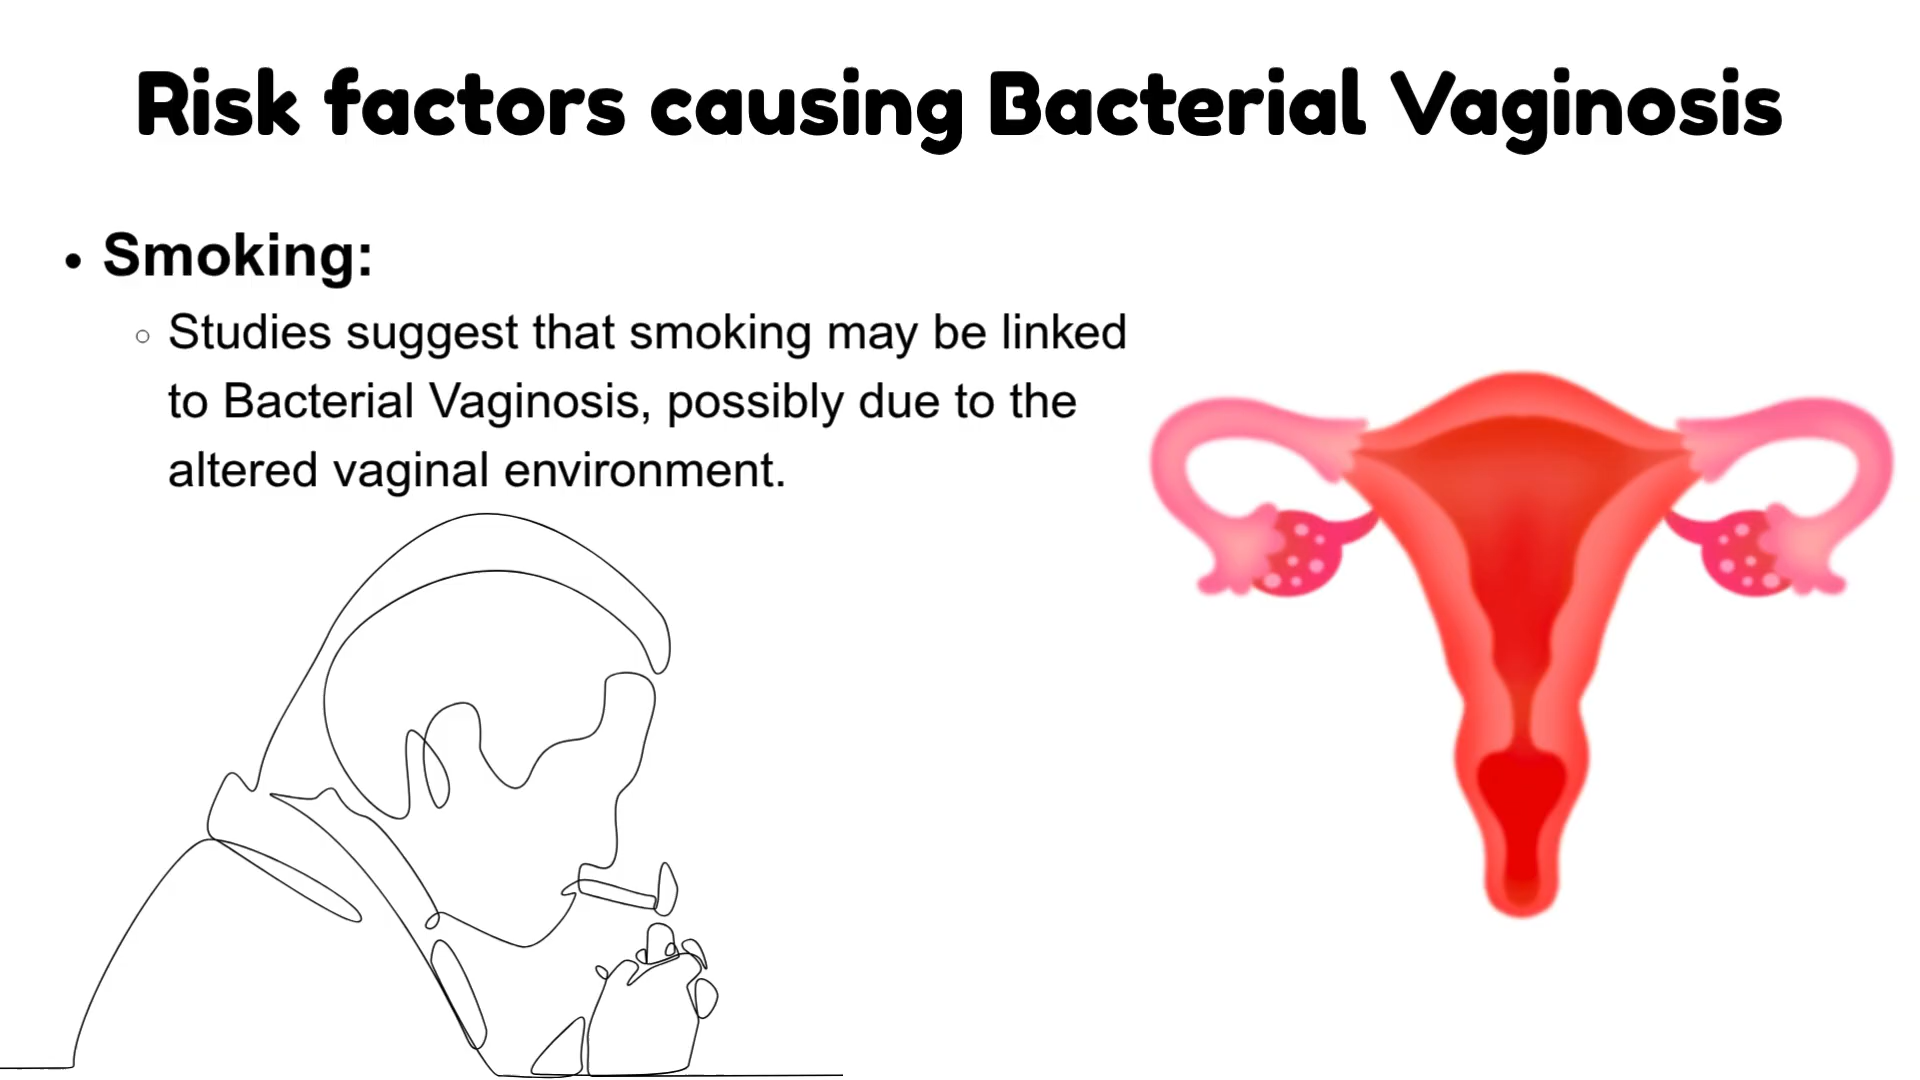 Risk factors causing Bacterial Vaginosis
• Smoking:
○ Studies suggest that smoking may be linked
to Bacterial Vaginosis, possibly due to the
altered vaginal environment.